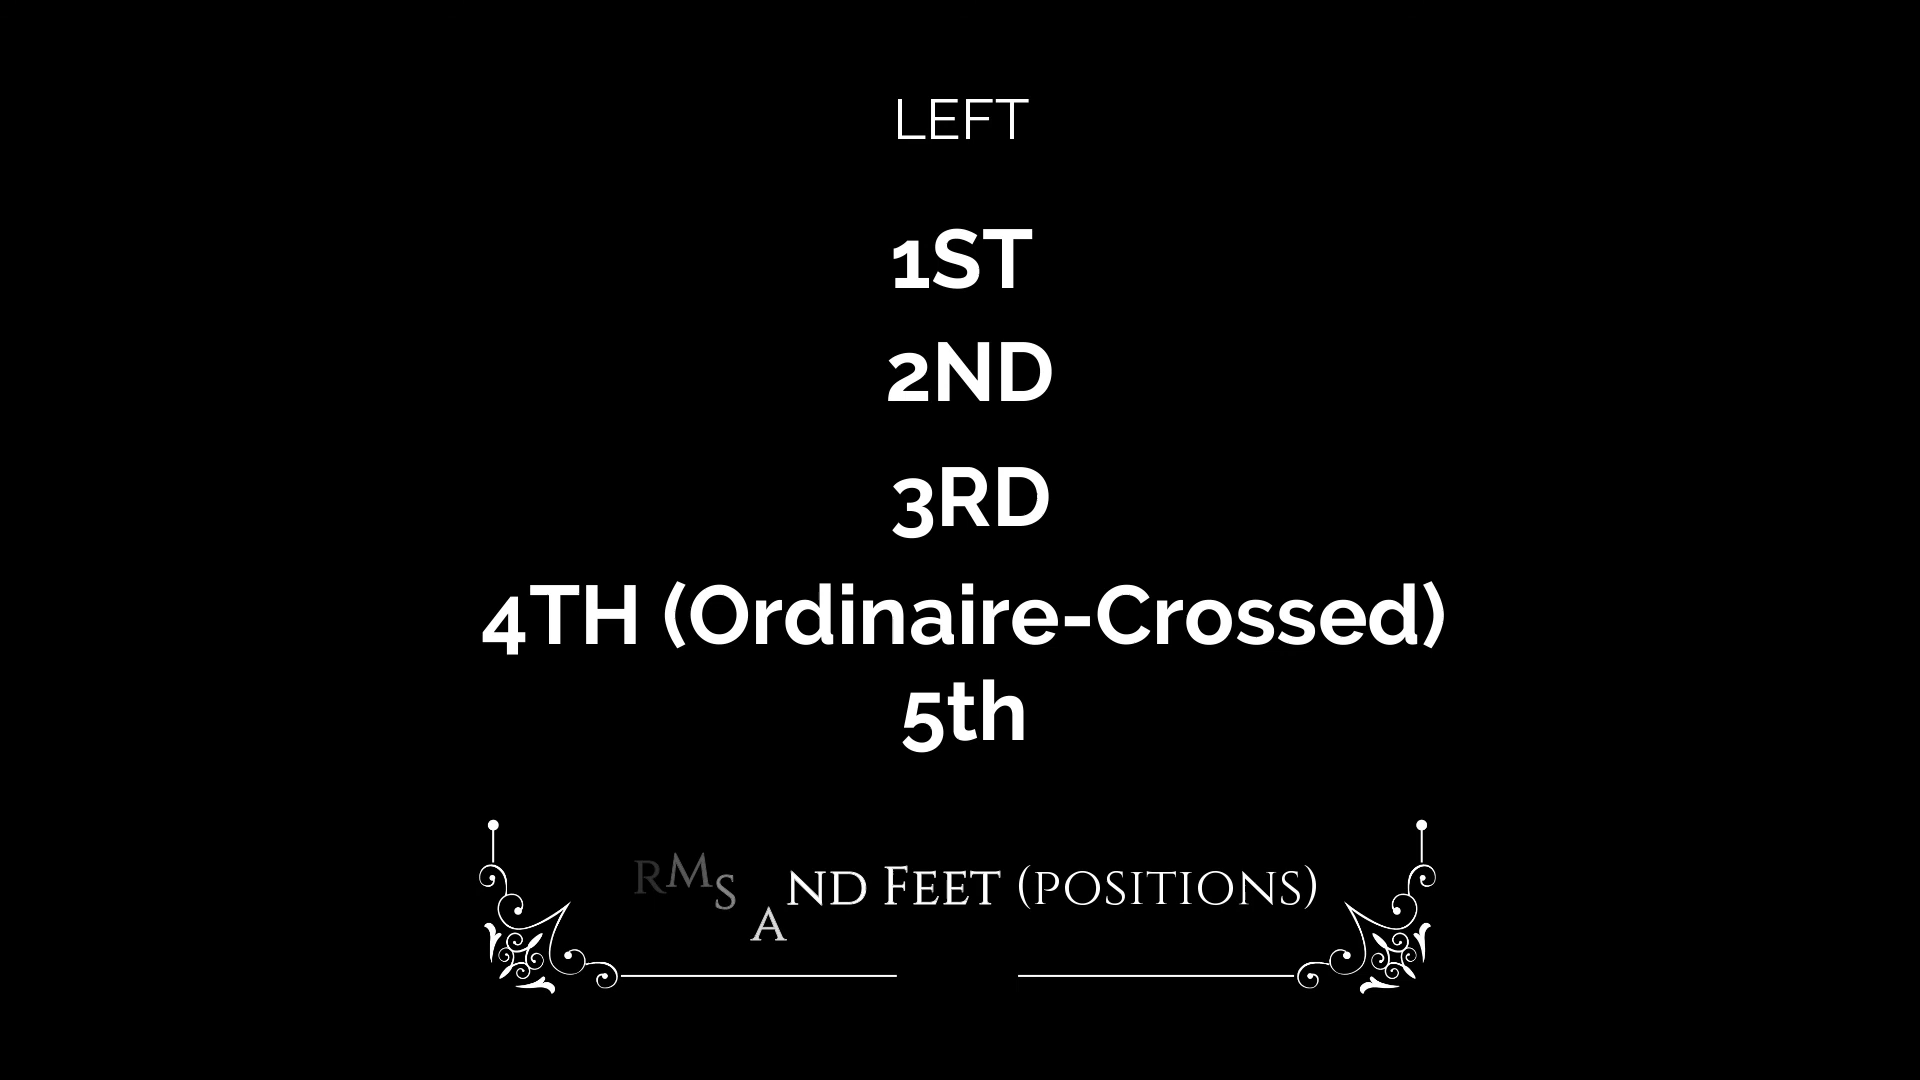 LEFT
1ST
2ND
3RD
4TH (Ordinaire-Crossed)
5th
RMS AND FEET (POSITIONS)